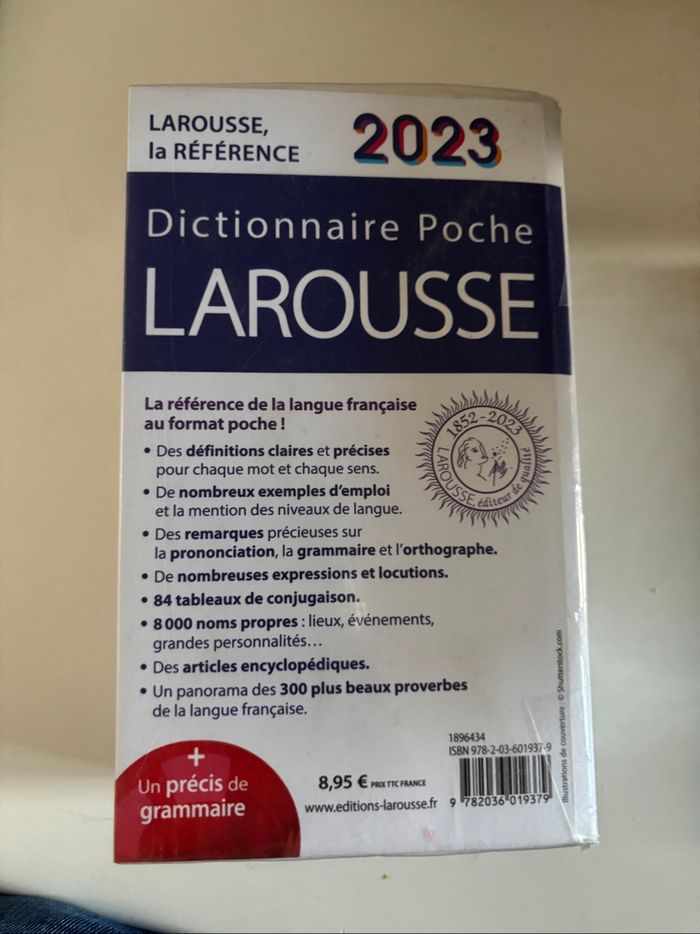 LAROUSSE,
la RÉFÉRENCE
2023
Dictionnaire Poche
LAROUSSE
La référence de la langue française
au format poche !
• Des définitions claires et précises
pour chaque mot et chaque sens.
• De nombreux exemples d'emploi
et la mention des niveaux de langue.
• Des remarques précieuses sur
la prononciation, la grammaire et l'orthographe.
• De nombreuses expressions et locutions.
• 84 tableaux de conjugaison.
• 8 000 noms propres : lieux, événements,
grandes personnalités…
• Des articles encyclopédiques.
• Un panorama des 300 plus beaux proverbes
de la langue française.
1852-2023
LAROUSSE, éditeur de qualité
+
Un précis de
grammaire
8,95 € PRIX TTC FRANCE
www.editions-larousse.fr
1896434
ISBN 978-2-03-601937-9
9 782036 019379
Illustrations de couverture : © Shutterstock.com